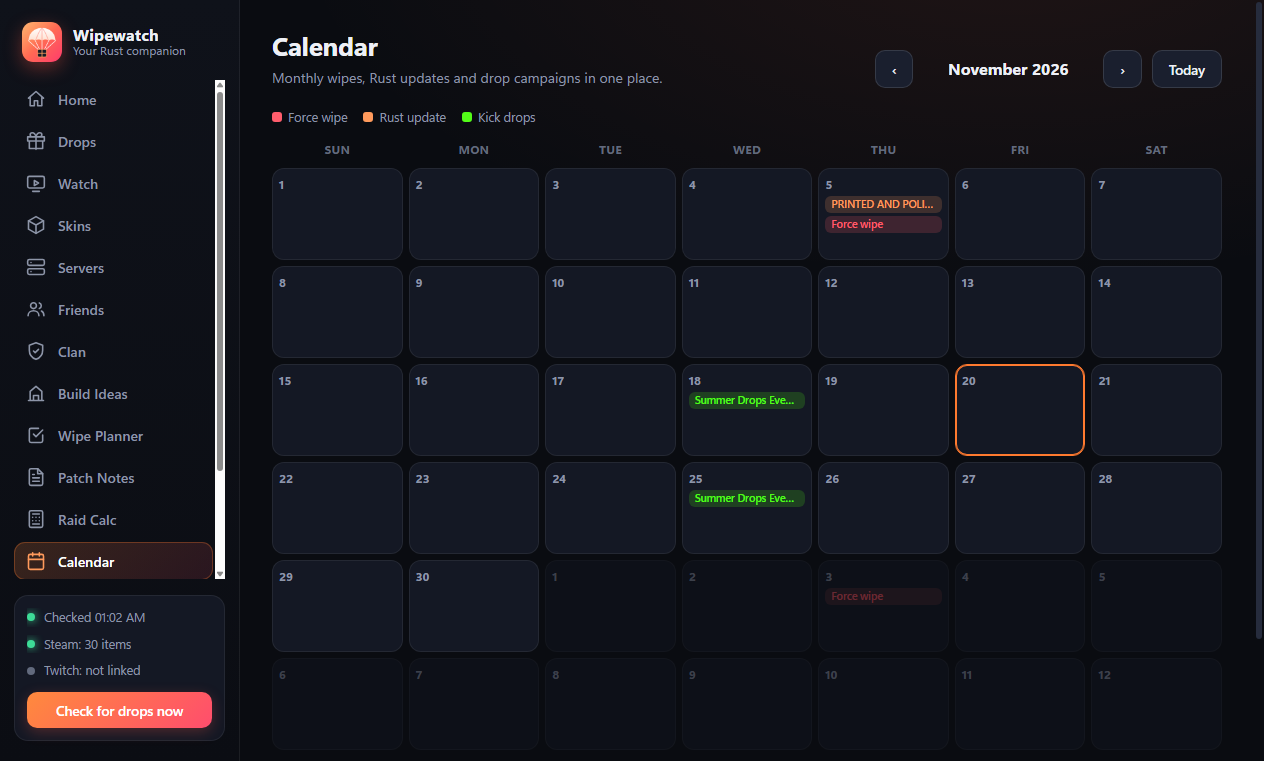 Wipewatch
Your Rust companion
Home
Drops
Watch
Skins
Servers
Friends
Clan
Build Ideas
Wipe Planner
Patch Notes
Raid Calc
Calendar
Checked 01:02 AM
Steam: 30 items
Twitch: not linked
Check for drops now
Calendar
Monthly wipes, Rust updates and drop campaigns in one place.
‹ November 2026 › Today
Force wipe Rust update Kick drops
SUN MON TUE WED THU FRI SAT
1 2 3 4 5 6 7
PRINTED AND POLI...
Force wipe
8 9 10 11 12 13 14
15 16 17 18 19 20 21
Summer Drops Eve...
22 23 24 25 26 27 28
Summer Drops Eve...
29 30 1 2 3 4 5
Force wipe
6 7 8 9 10 11 12